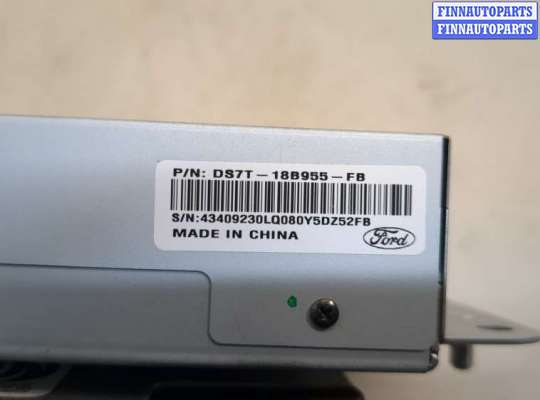 FINNAUTOPARTS
FINNAUTOPARTS
P/N: DS7T-18B955-FB
S/N:43409230LQ080Y5DZ52FB
MADE IN CHINA
Ford